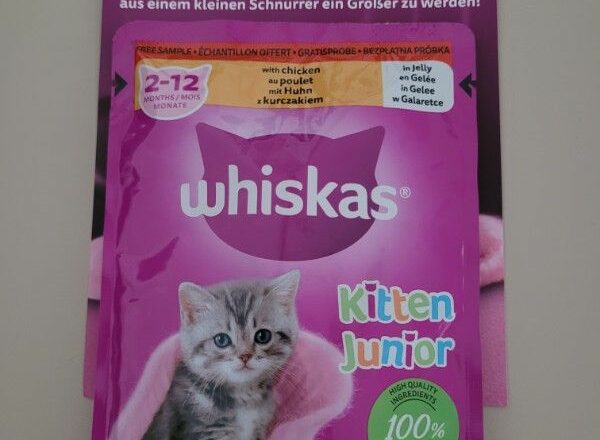 aus einem kleinen Schnurrer ein Großer zu werden!
FREE SAMPLE • ÉCHANTILLON OFFERT • GRATISPROBE • BEZPŁATNA PRÓBKA
2-12
MONTHS / MOIS
MONATE
with chicken
au poulet
mit Huhn
z kurczakiem
in Jelly
en Gelée
in Gelee
w Galaretce
whiskas®
Kitten
Junior
HIGH QUALITY
INGREDIENTS
100%